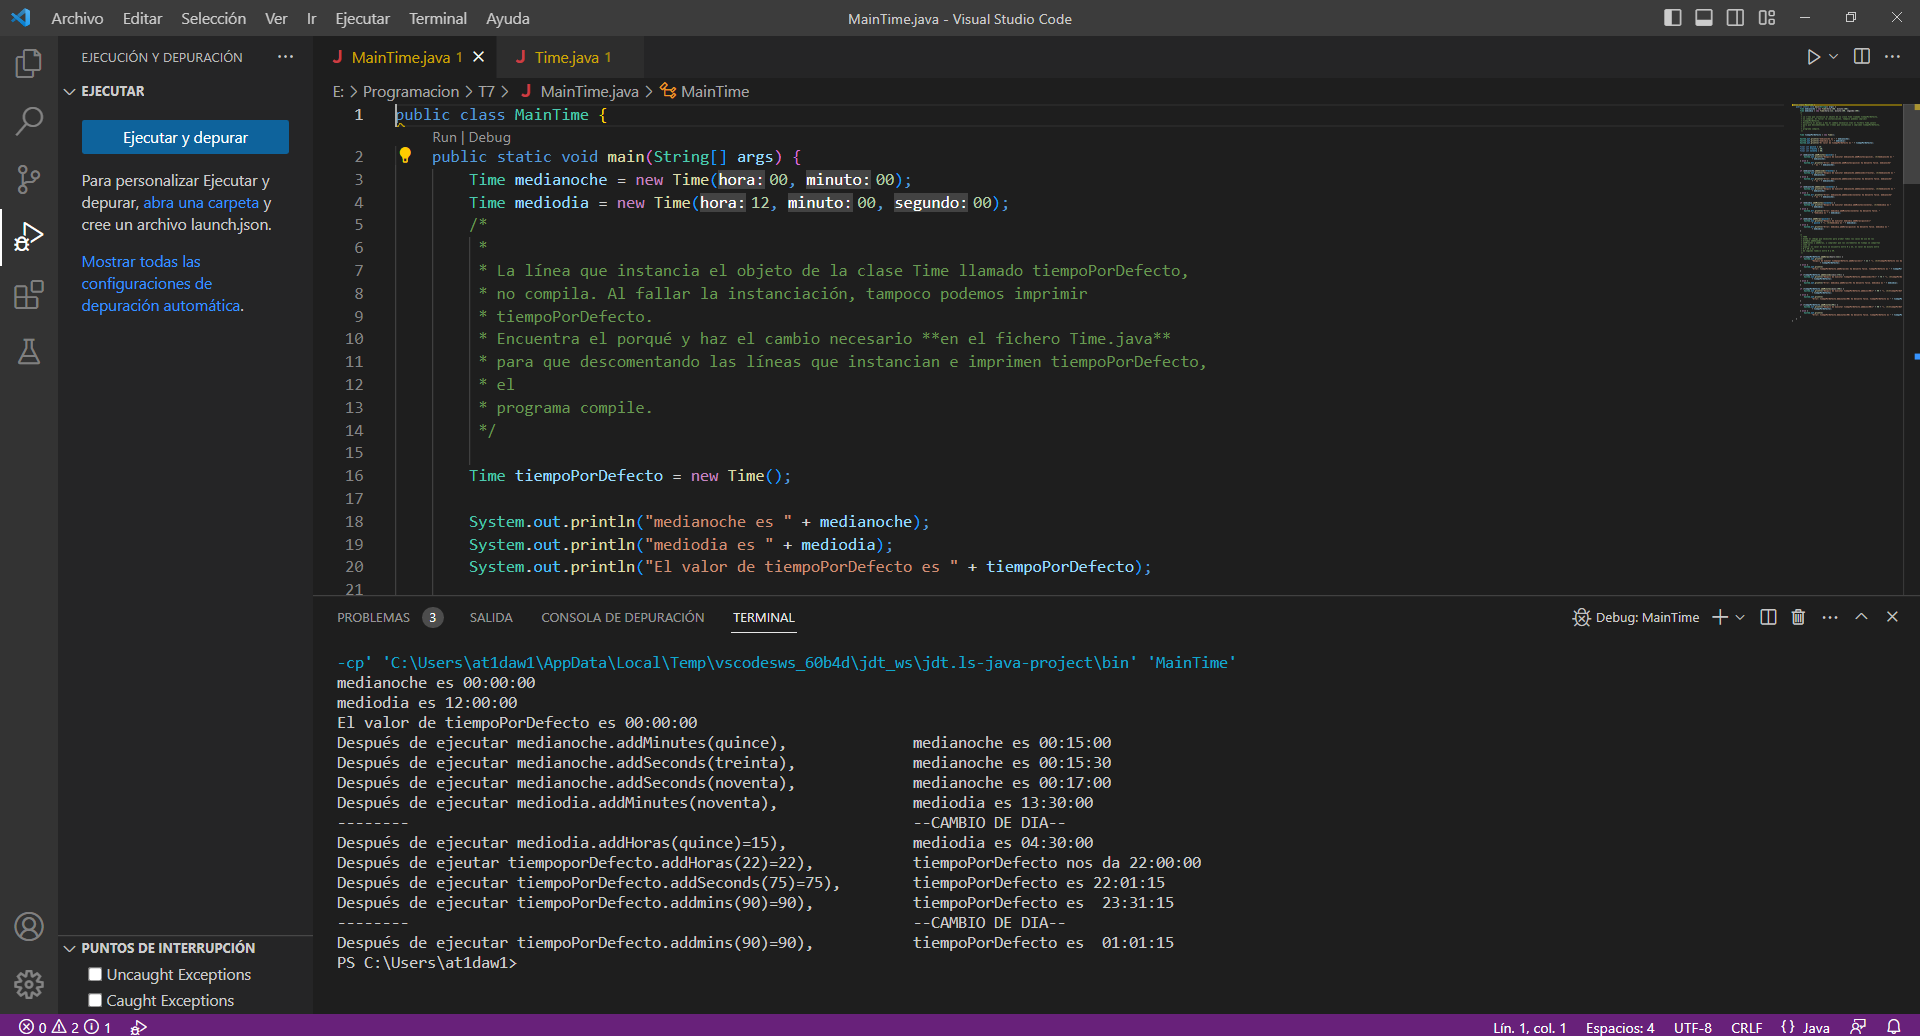 Archivo Editar Selección Ver Ir Ejecutar Terminal Ayuda
MainTime.java - Visual Studio Code
EJECUCIÓN Y DEPURACIÓN ···
EJECUTAR
Ejecutar y depurar
Para personalizar Ejecutar y
depurar, abra una carpeta y
cree un archivo launch.json.
Mostrar todas las
configuraciones de
depuración automática.
PUNTOS DE INTERRUPCIÓN
Uncaught Exceptions
Caught Exceptions
J MainTime.java 1
J Time.java 1
E: > Programacion > T7 > J MainTime.java > MainTime
1 public class MainTime {
Run | Debug
2 public static void main(String[] args) {
3 Time medianoche = new Time(hora: 00, minuto: 00);
4 Time mediodia = new Time(hora: 12, minuto: 00, segundo: 00);
5 /*
6 *
7 * La línea que instancia el objeto de la clase Time llamado tiempoPorDefecto,
8 * no compila. Al fallar la instanciación, tampoco podemos imprimir
9 * tiempoPorDefecto.
10 * Encuentra el porqué y haz el cambio necesario **en el fichero Time.java**
11 * para que descomentando las líneas que instancian e imprimen tiempoPorDefecto,
12 * el
13 * programa compile.
14 */
15
16 Time tiempoPorDefecto = new Time();
17
18 System.out.println("medianoche es " + medianoche);
19 System.out.println("mediodia es " + mediodia);
20 System.out.println("El valor de tiempoPorDefecto es " + tiempoPorDefecto);
21
PROBLEMAS 3 SALIDA CONSOLA DE DEPURACIÓN TERMINAL
Debug: MainTime
-cp' 'C:\Users\at1daw1\AppData\Local\Temp\vscodesws_60b4d\jdt_ws\jdt.ls-java-project\bin' 'MainTime'
medianoche es 00:00:00
mediodia es 12:00:00
El valor de tiempoPorDefecto es 00:00:00
Después de ejecutar medianoche.addMinutes(quince), medianoche es 00:15:00
Después de ejecutar medianoche.addSeconds(treinta), medianoche es 00:15:30
Después de ejecutar medianoche.addSeconds(noventa), medianoche es 00:17:00
Después de ejecutar mediodia.addMinutes(noventa), mediodia es 13:30:00
-------- --CAMBIO DE DIA--
Después de ejecutar mediodia.addHoras(quince)=15), mediodia es 04:30:00
Después de ejeutar tiempoporDefecto.addHoras(22)=22), tiempoPorDefecto nos da 22:00:00
Después de ejecutar tiempoPorDefecto.addSeconds(75)=75), tiempoPorDefecto es 22:01:15
Después de ejecutar tiempoPorDefecto.addmins(90)=90), tiempoPorDefecto es  23:31:15
-------- --CAMBIO DE DIA--
Después de ejecutar tiempoPorDefecto.addmins(90)=90), tiempoPorDefecto es  01:01:15
PS C:\Users\at1daw1>
0 2 1
Lín. 1, col. 1 Espacios: 4 UTF-8 CRLF {} Java